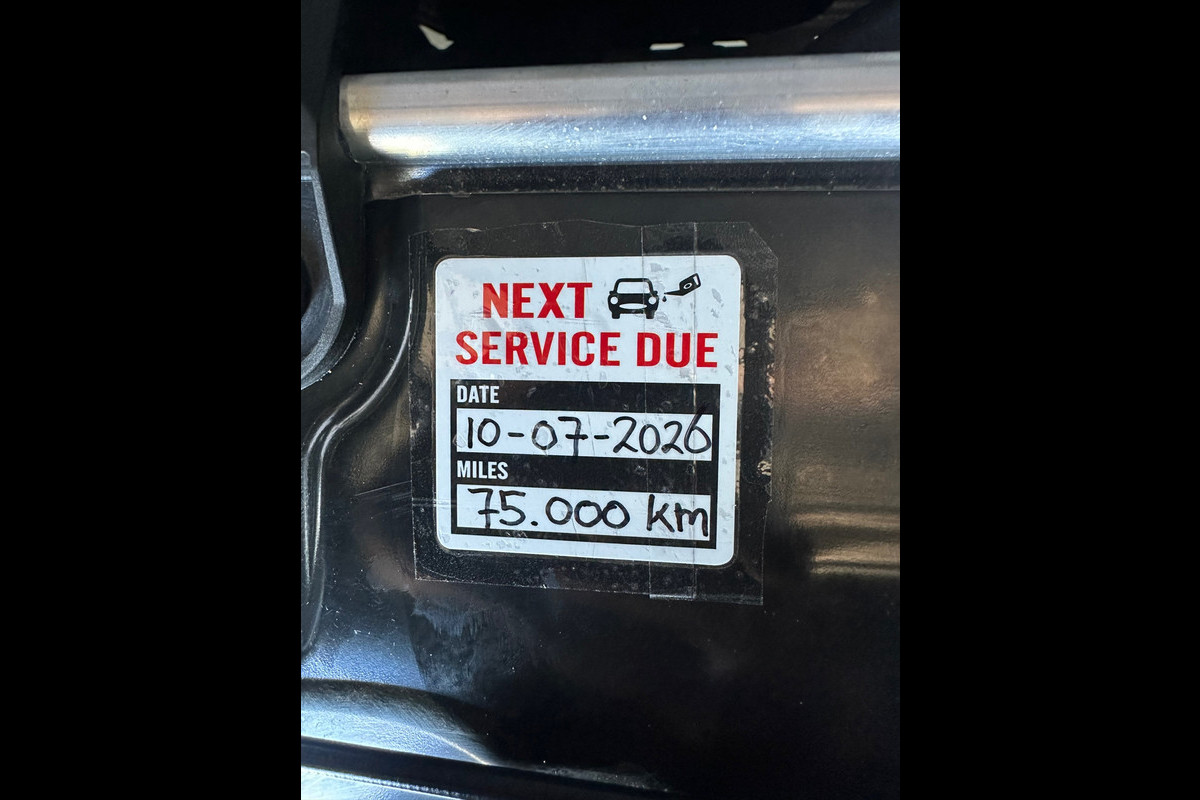 NEXT
SERVICE DUE
DATE
10-07-2026
MILES
75.000 km